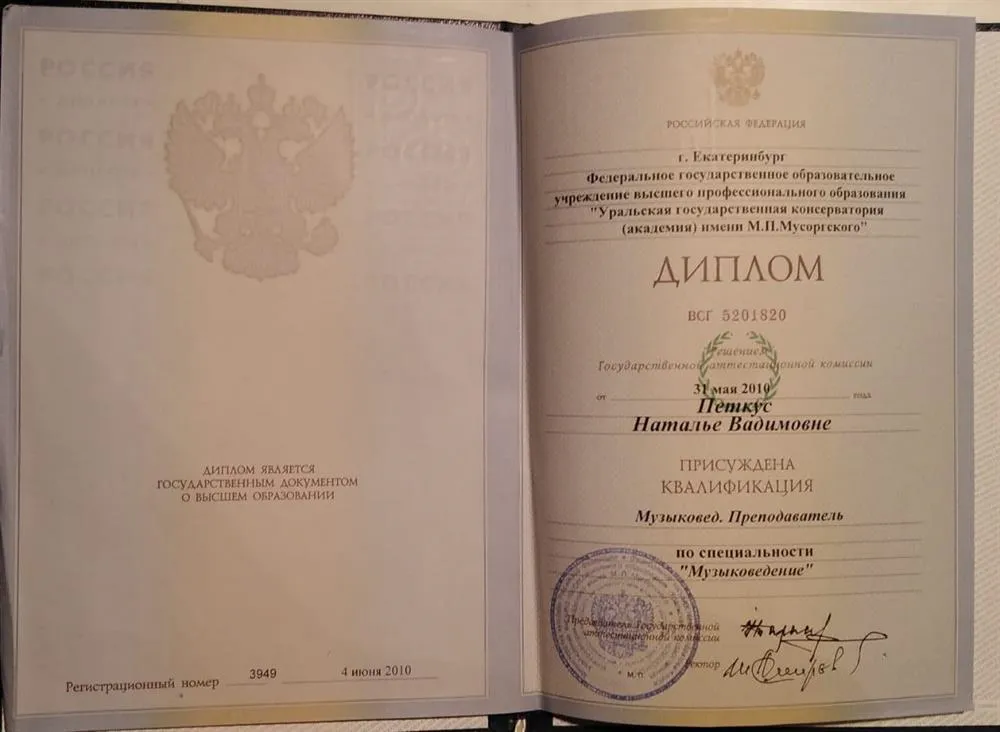 ДИПЛОМ ЯВЛЯЕТСЯ
ГОСУДАРСТВЕННЫМ ДОКУМЕНТОМ
О ВЫСШЕМ ОБРАЗОВАНИИ
Регистрационный номер 3949 4 июня 2010
РОССИЙСКАЯ ФЕДЕРАЦИЯ
г. Екатеринбург
Федеральное государственное образовательное
учреждение высшего профессионального образования
"Уральская государственная консерватория
(академия) имени М.П.Мусоргского"
ДИПЛОМ
ВСГ 5201820
Решением
Государственной аттестационной комиссии
от 31 мая 2010 года
Петкус
Наталье Вадимовне
ПРИСУЖДЕНА
КВАЛИФИКАЦИЯ
Музыковед. Преподаватель
по специальности
"Музыковедение"
Председатель Государственной
аттестационной комиссии
Ректор
М.П.